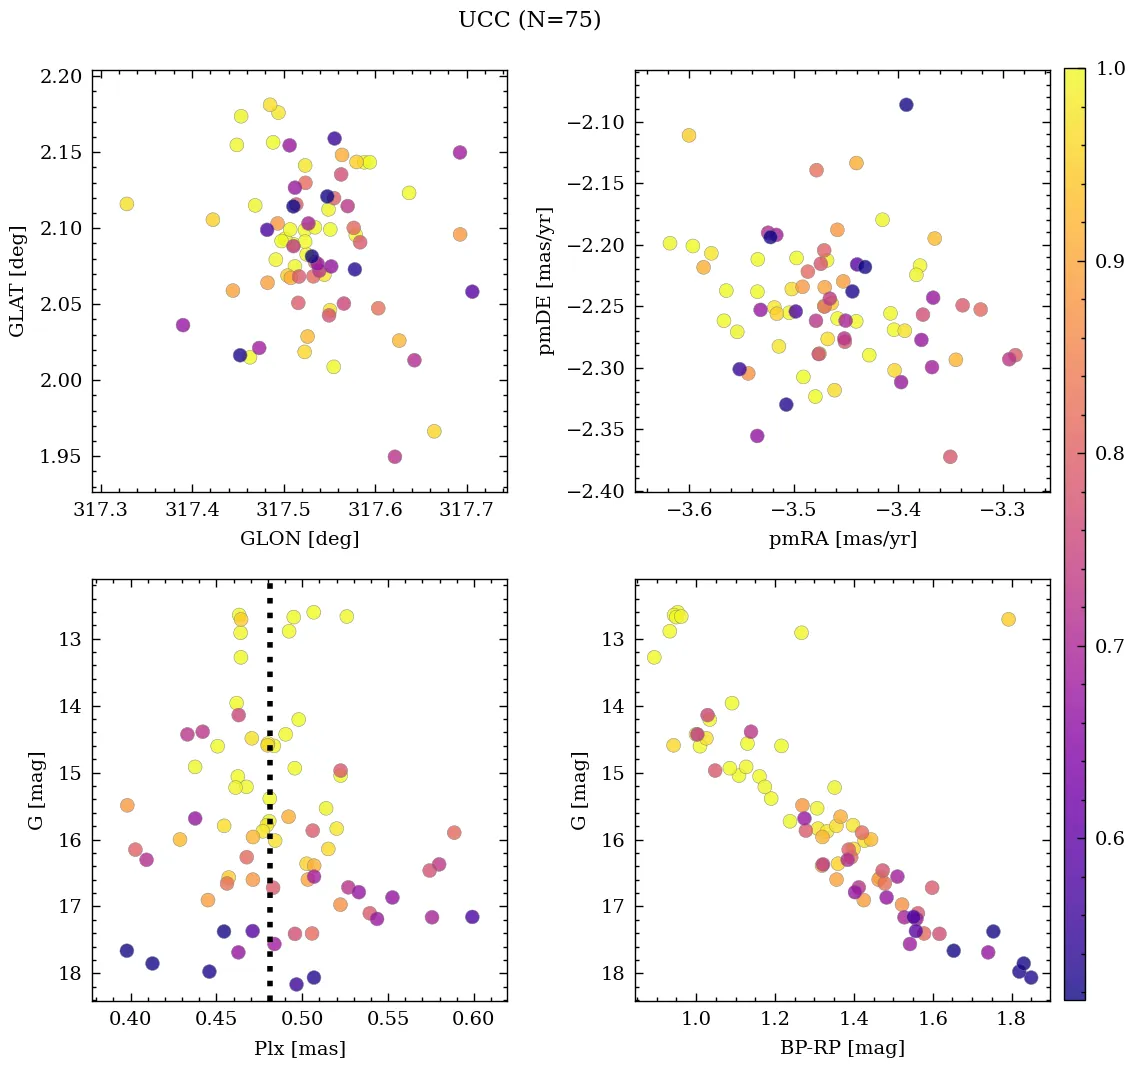 UCC (N=75)
2.20
2.15
2.10
2.05
2.00
1.95
GLAT [deg]
317.3 317.4 317.5 317.6 317.7
GLON [deg]
−2.10
−2.15
−2.20
−2.25
−2.30
−2.35
−2.40
pmDE [mas/yr]
−3.6 −3.5 −3.4 −3.3
pmRA [mas/yr]
1.0
0.9
0.8
0.7
0.6
13
14
15
16
17
18
G [mag]
0.40 0.45 0.50 0.55 0.60
Plx [mas]
13
14
15
16
17
18
G [mag]
1.0 1.2 1.4 1.6 1.8
BP-RP [mag]